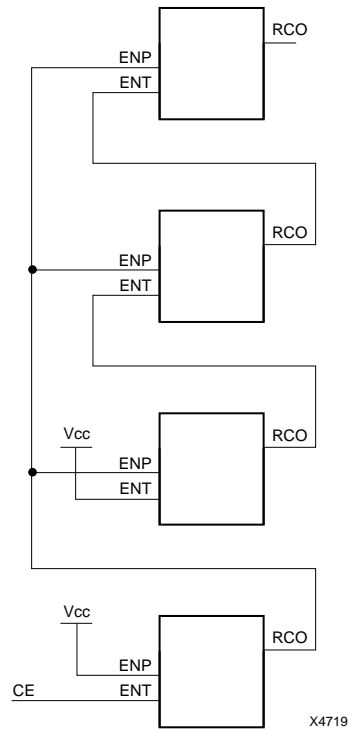 RCO
ENP
ENT
RCO
ENP
ENT
Vcc
RCO
ENP
ENT
Vcc
RCO
ENP
CE
ENT
X4719